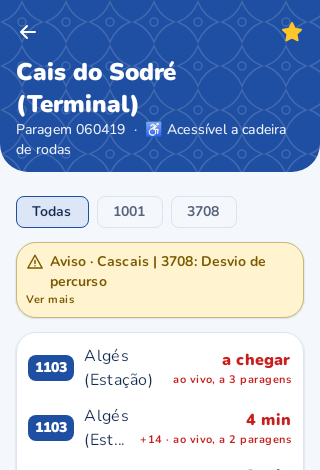 Cais do Sodré
(Terminal)
Paragem 060419 · ♿ Acessível a cadeira
de rodas
Todas
1001
3708
Aviso · Cascais | 3708: Desvio de
percurso
Ver mais
1103
Algés
(Estação)
a chegar
ao vivo, a 3 paragens
1103
Algés
(Est...
4 min
+14 · ao vivo, a 2 paragens